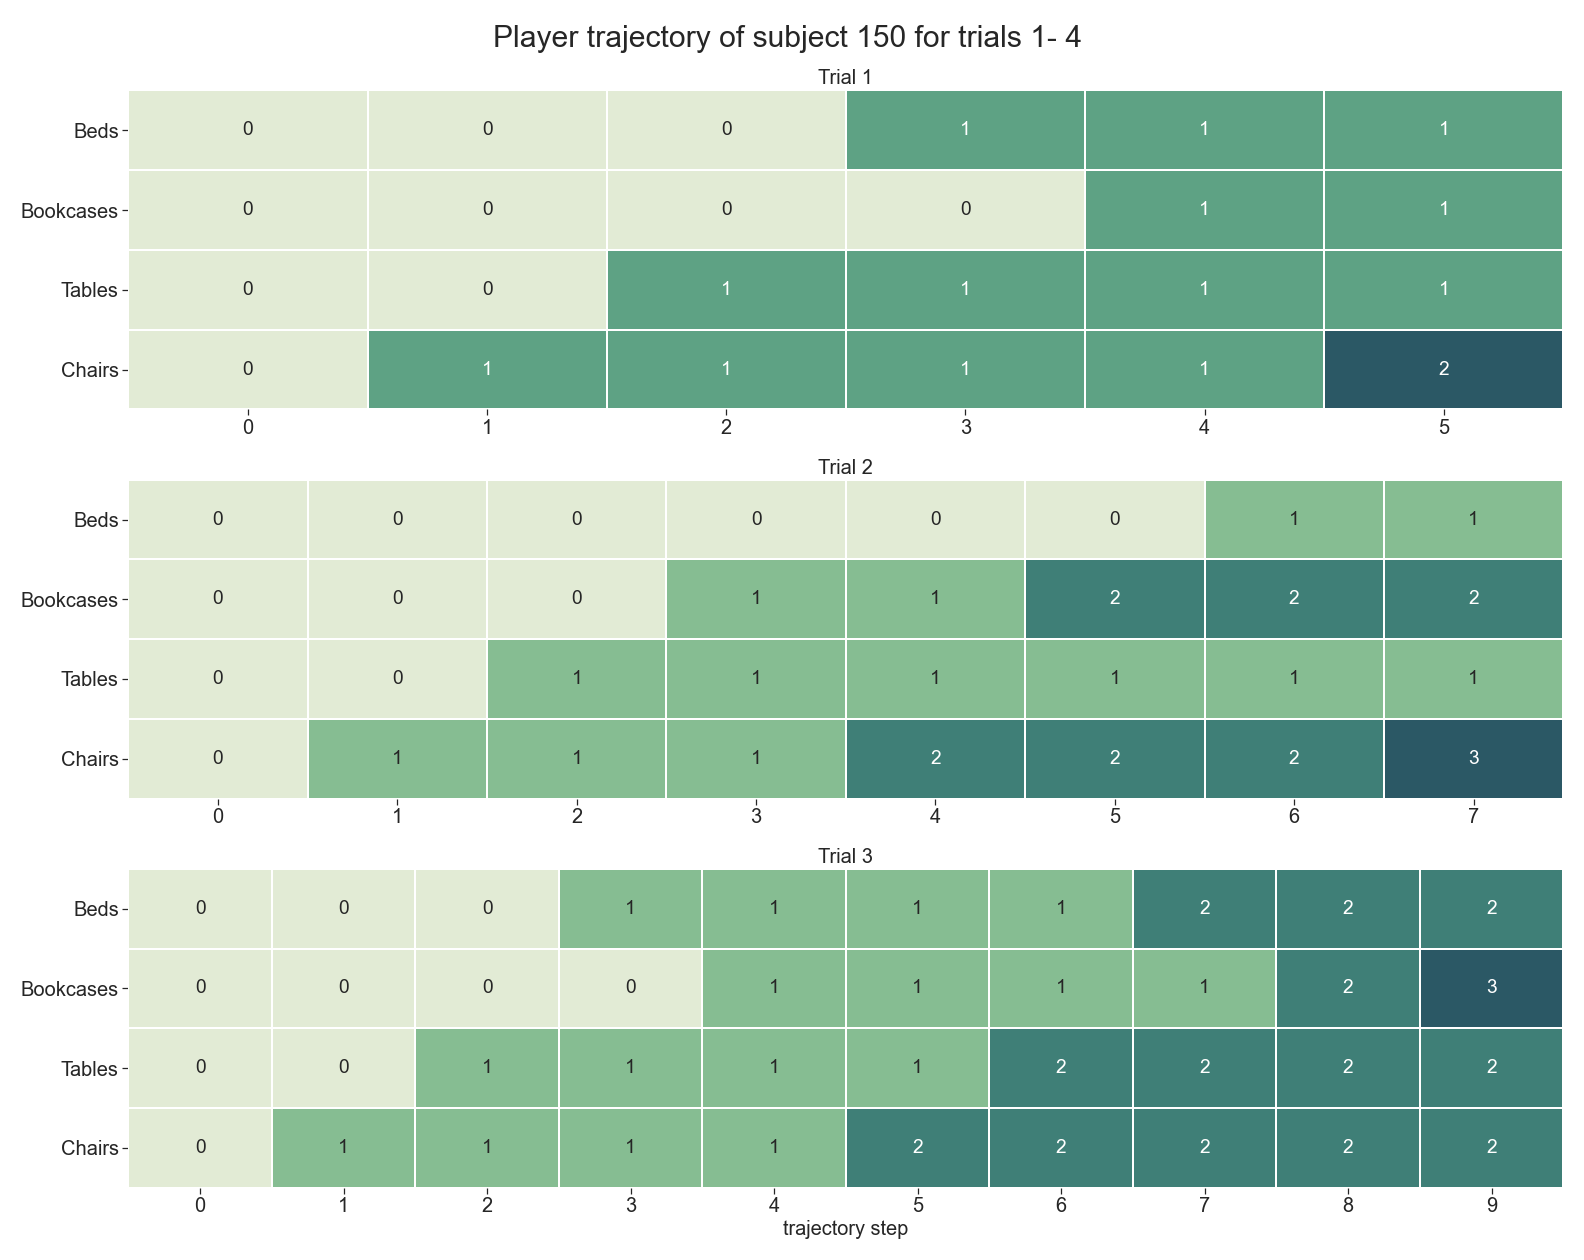 Player trajectory of subject 150 for trials 1- 4
Trial 1
Beds 0 0 0 1 1 1
Bookcases 0 0 0 0 1 1
Tables 0 0 1 1 1 1
Chairs 0 1 1 1 1 2
0 1 2 3 4 5
Trial 2
Beds 0 0 0 0 0 0 1 1
Bookcases 0 0 0 1 1 2 2 2
Tables 0 0 1 1 1 1 1 1
Chairs 0 1 1 1 2 2 2 3
0 1 2 3 4 5 6 7
Trial 3
Beds 0 0 0 1 1 1 1 2 2 2
Bookcases 0 0 0 0 1 1 1 1 2 3
Tables 0 0 1 1 1 1 2 2 2 2
Chairs 0 1 1 1 1 2 2 2 2 2
0 1 2 3 4 5 6 7 8 9
trajectory step